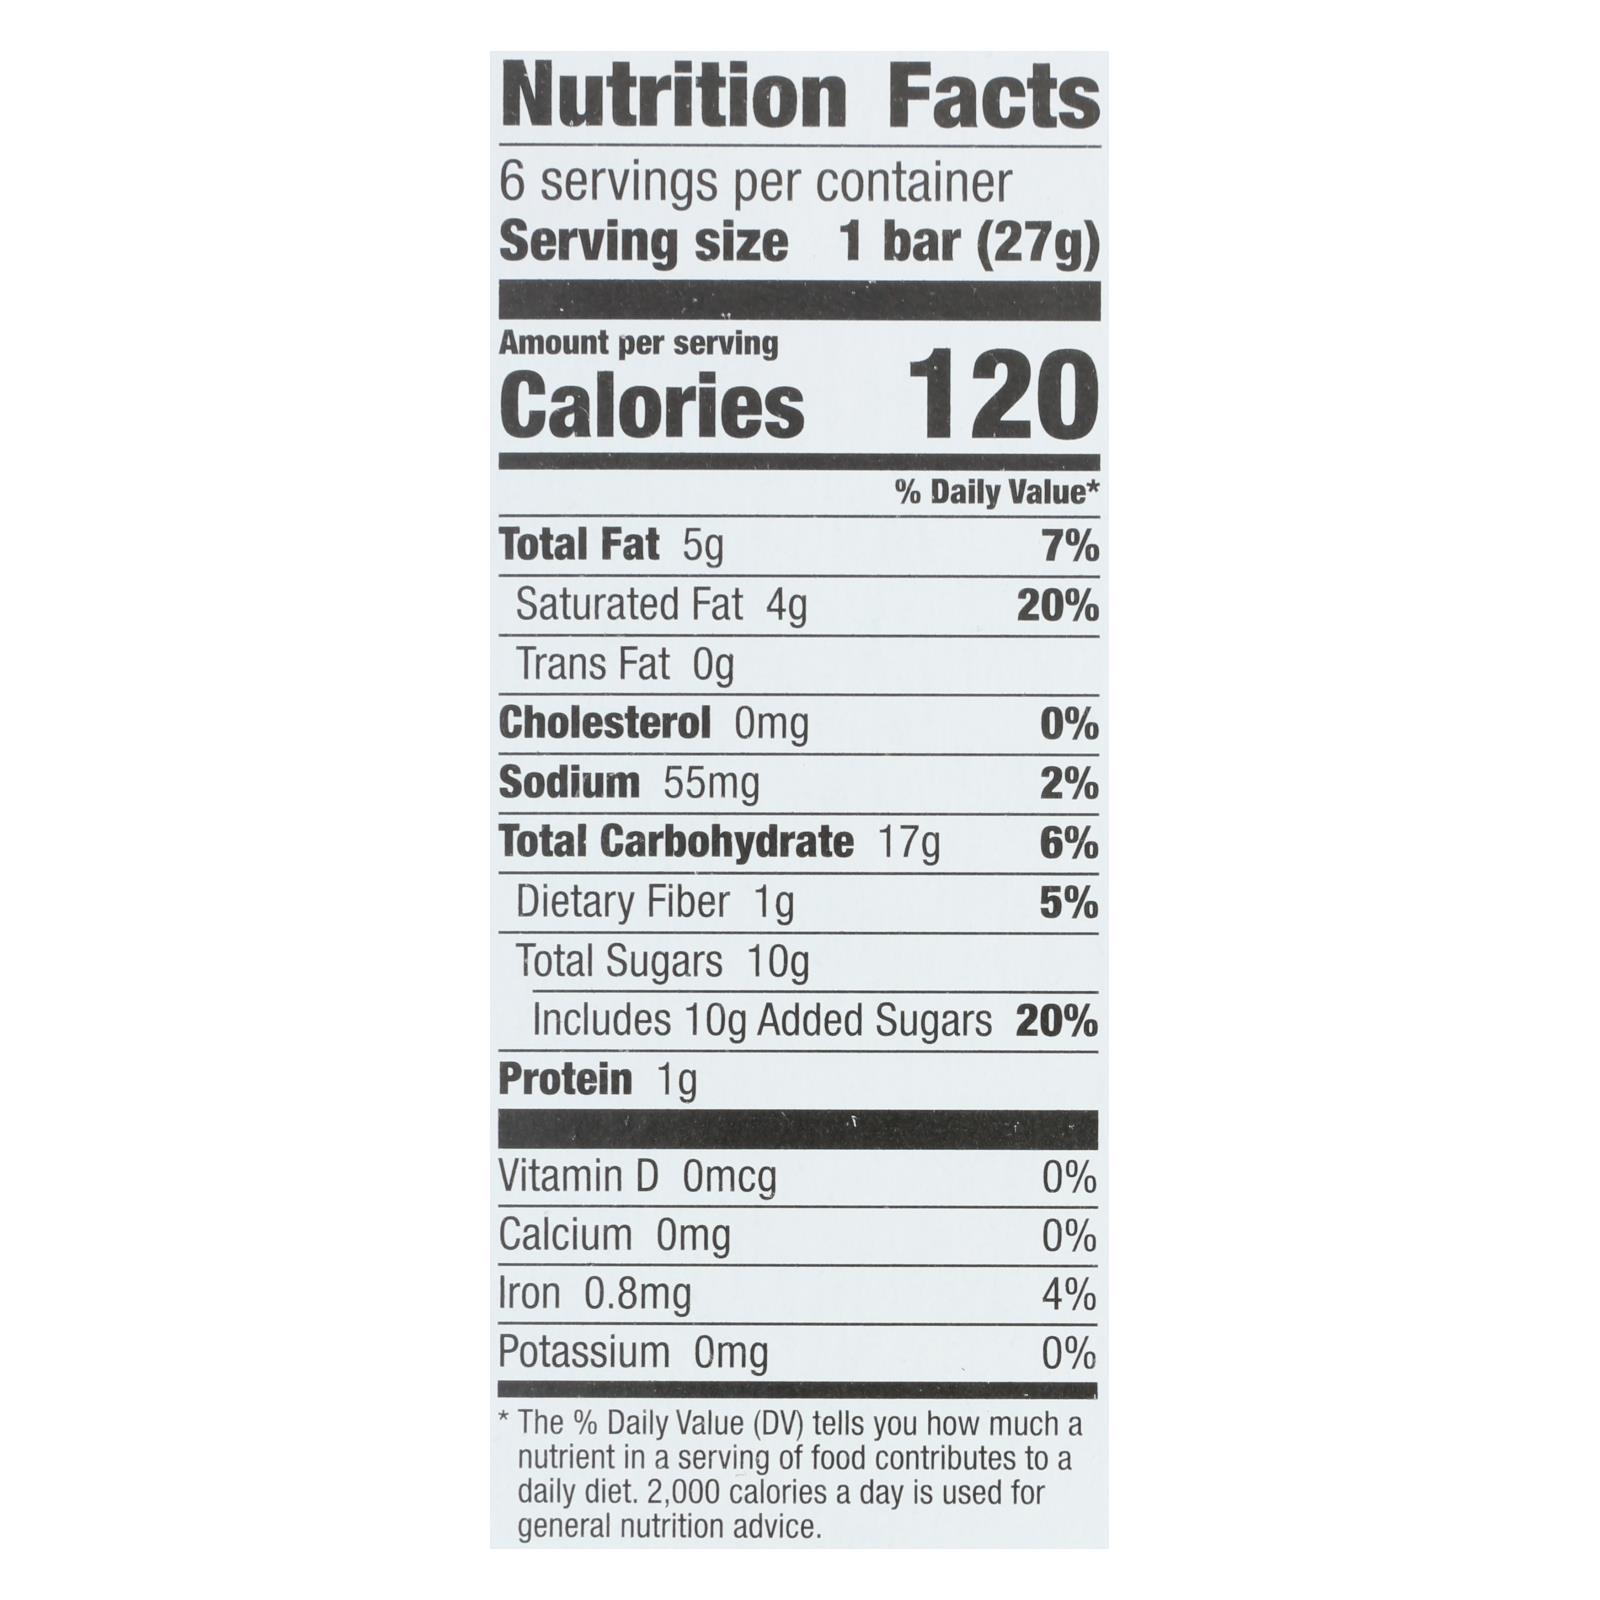 Nutrition Facts
6 servings per container
Serving size 1 bar (27g)
Amount per serving
Calories 120
% Daily Value*
Total Fat 5g 7%
Saturated Fat 4g 20%
Trans Fat 0g
Cholesterol 0mg 0%
Sodium 55mg 2%
Total Carbohydrate 17g 6%
Dietary Fiber 1g 5%
Total Sugars 10g
Includes 10g Added Sugars 20%
Protein 1g
Vitamin D 0mcg 0%
Calcium 0mg 0%
Iron 0.8mg 4%
Potassium 0mg 0%
* The % Daily Value (DV) tells you how much a
nutrient in a serving of food contributes to a
daily diet. 2,000 calories a day is used for
general nutrition advice.